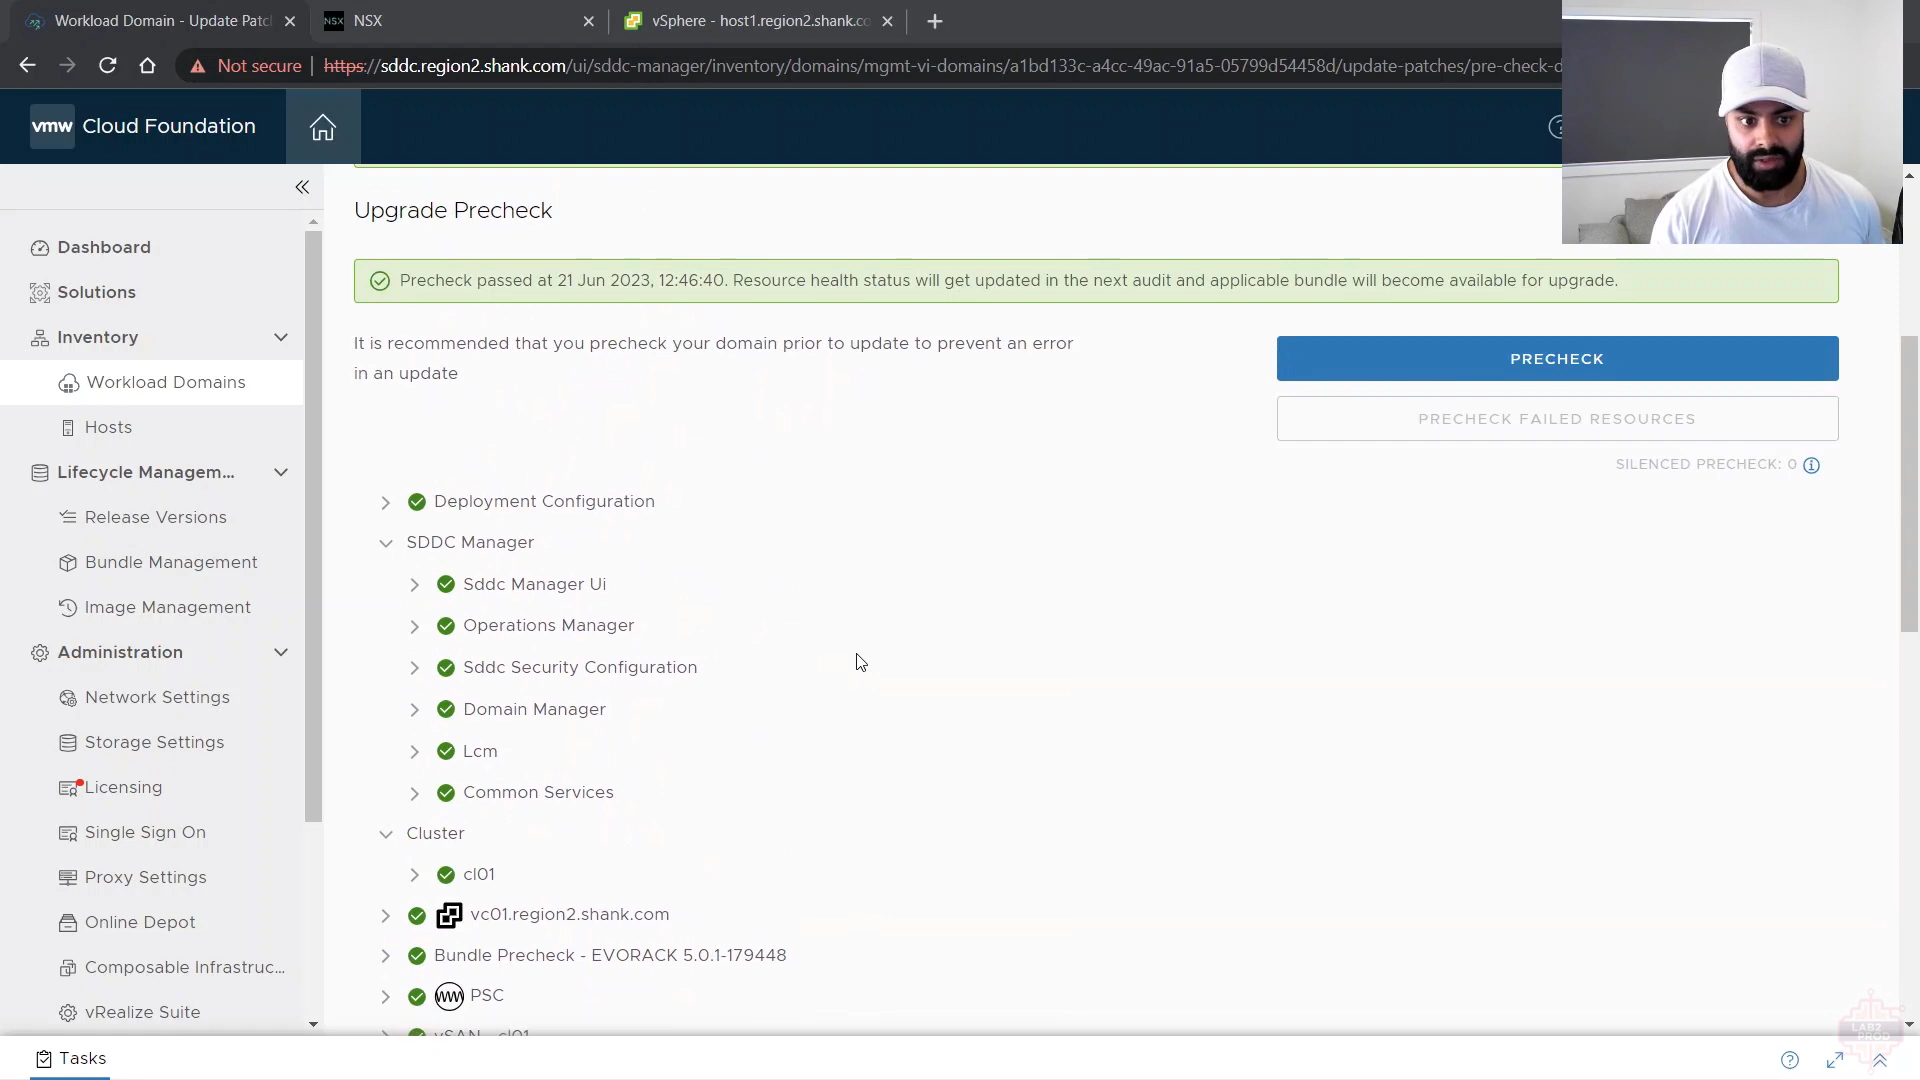 Workload Domain - Update Patc
NSX
NSX
vSphere - host1.region2.shank.co
Not secure
https://sddc.region2.shank.com/ui/sddc-manager/inventory/domains/mgmt-vi-domains/a1bd133c-a4cc-49ac-91a5-05799d54458d/update-patches/pre-check-d
vmw Cloud Foundation
Dashboard
Solutions
Inventory
Workload Domains
Hosts
Lifecycle Managem...
Release Versions
Bundle Management
Image Management
Administration
Network Settings
Storage Settings
Licensing
Single Sign On
Proxy Settings
Online Depot
Composable Infrastruc...
vRealize Suite
Upgrade Precheck
Precheck passed at 21 Jun 2023, 12:46:40. Resource health status will get updated in the next audit and applicable bundle will become available for upgrade.
It is recommended that you precheck your domain prior to update to prevent an error
in an update
PRECHECK
PRECHECK FAILED RESOURCES
SILENCED PRECHECK: 0
Deployment Configuration
SDDC Manager
Sddc Manager Ui
Operations Manager
Sddc Security Configuration
Domain Manager
Lcm
Common Services
Cluster
cl01
vc01.region2.shank.com
Bundle Precheck - EVORACK 5.0.1-179448
PSC
vSAN - cl01
Tasks
LAB2
PROD